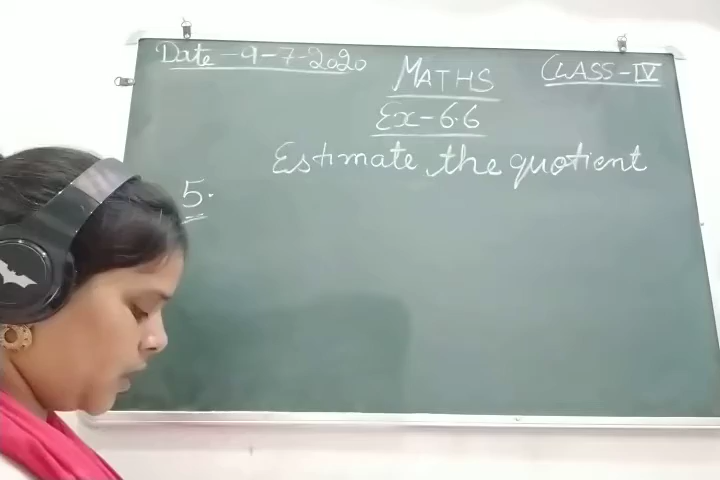 Date - 9-7-2020
MATHS
CLASS-IV
Ex-6.6
Estimate the quotient
5.